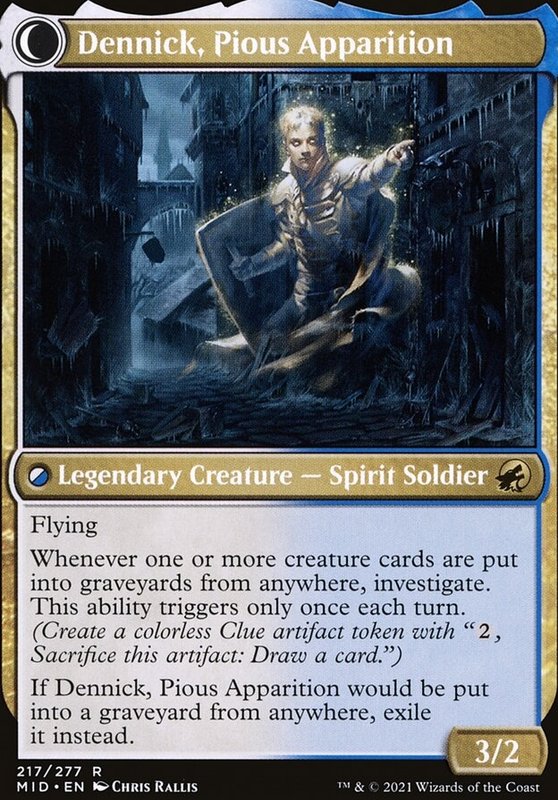 Dennick, Pious Apparition
Legendary Creature — Spirit Soldier
Flying
Whenever one or more creature cards are put
into graveyards from anywhere, investigate.
This ability triggers only once each turn.
(Create a colorless Clue artifact token with “2,
Sacrifice this artifact: Draw a card.”)
If Dennick, Pious Apparition would be put
into a graveyard from anywhere, exile
it instead.
3/2
217/277 R
MID • EN Chris Rallis
™ & © 2021 Wizards of the Coast